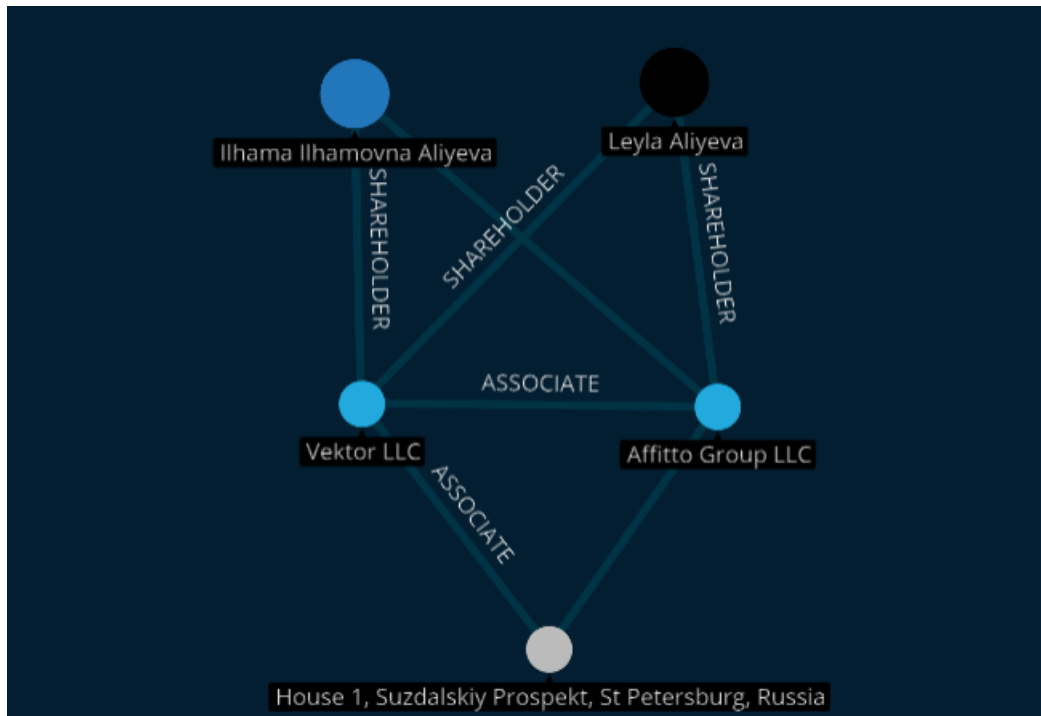 Ilhama Ilhamovna Aliyeva
Leyla Aliyeva
SHAREHOLDER
SHAREHOLDER
SHAREHOLDER
ASSOCIATE
Vektor LLC
Affitto Group LLC
ASSOCIATE
House 1, Suzdalskiy Prospekt, St Petersburg, Russia